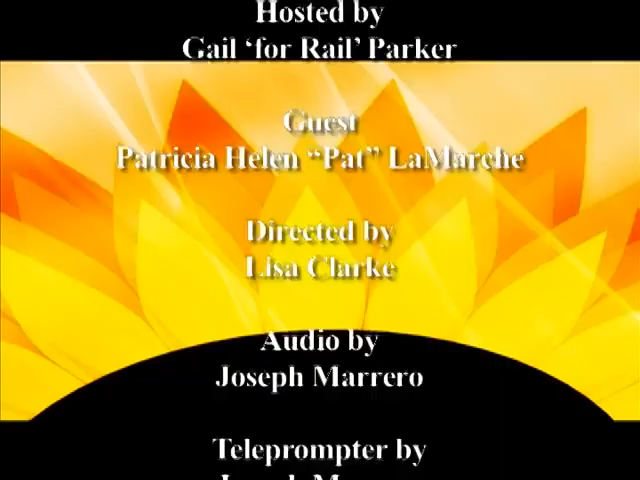 Hosted by
Gail ‘for Rail’ Parker
Guest
Patricia Helen “Pat” LaMarche
Directed by
Lisa Clarke
Audio by
Joseph Marrero
Teleprompter by